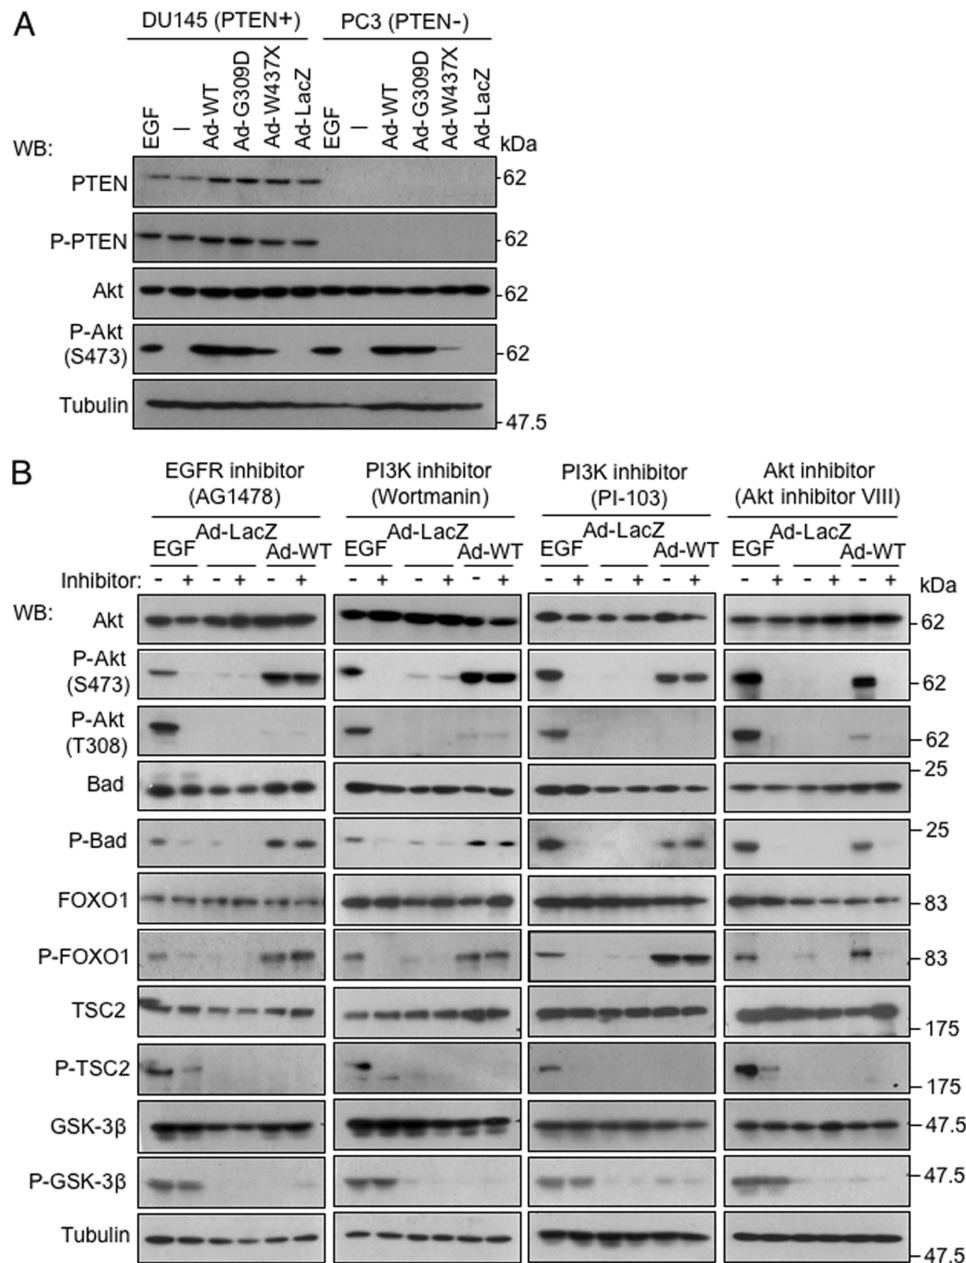 A
DU145 (PTEN+) PC3 (PTEN-)
EGF – Ad-WT Ad-G309D Ad-W437X Ad-LacZ EGF – Ad-WT Ad-G309D Ad-W437X Ad-LacZ
WB: kDa
PTEN 62
P-PTEN 62
Akt 62
P-Akt
(S473) 62
Tubulin 47.5
B
EGFR inhibitor PI3K inhibitor PI3K inhibitor Akt inhibitor
(AG1478) (Wortmanin) (PI-103) (Akt inhibitor VIII)
Ad-LacZ Ad-LacZ Ad-LacZ Ad-LacZ
EGF Ad-WT EGF Ad-WT EGF Ad-WT EGF Ad-WT
Inhibitor: - + - + - + - + - + - + - + - + - + - + - + - +
kDa
WB:
Akt 62
P-Akt
(S473) 62
P-Akt
(T308) 62
Bad 25
P-Bad 25
FOXO1 83
P-FOXO1 83
TSC2 175
P-TSC2 175
GSK-3β 47.5
P-GSK-3β 47.5
Tubulin 47.5